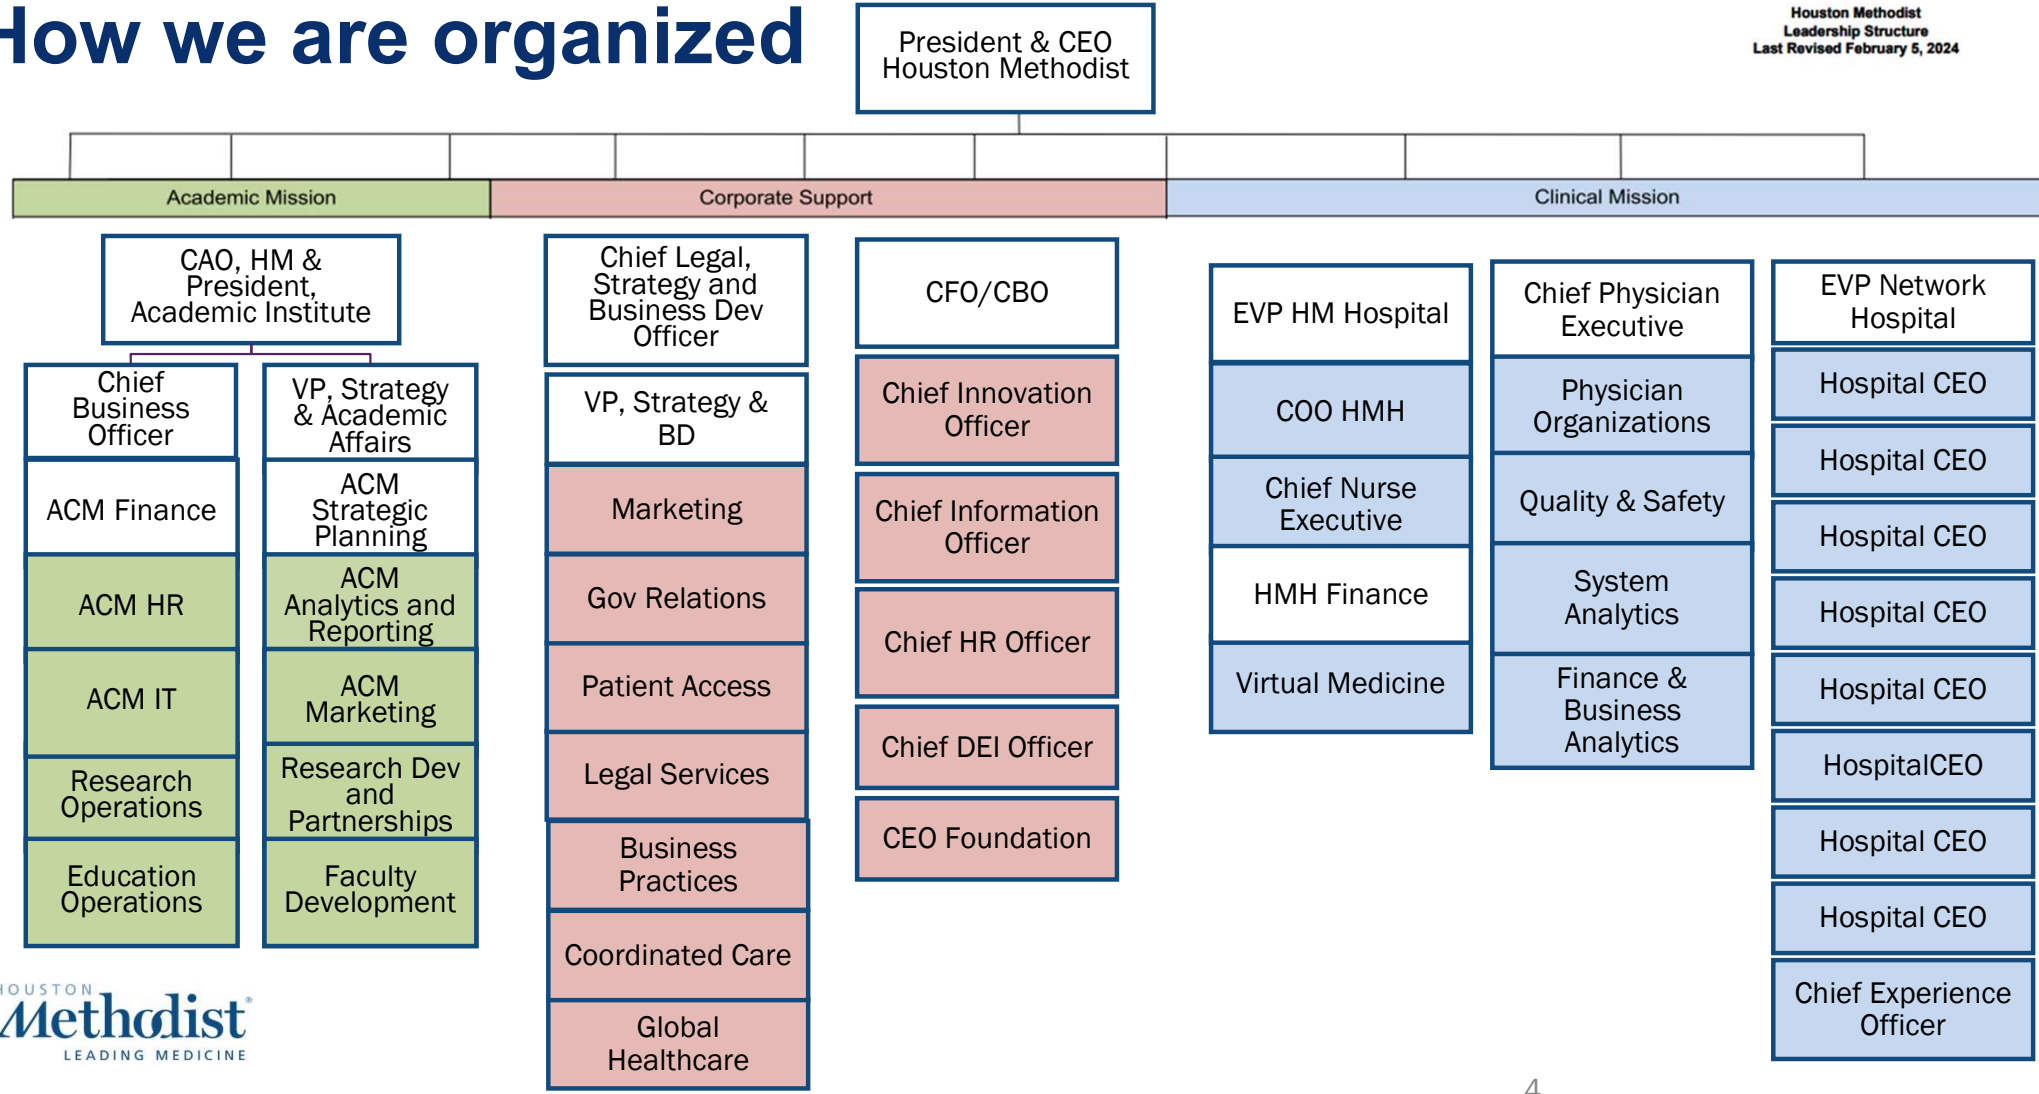 How we are organized
Houston Methodist
Leadership Structure
Last Revised February 5, 2024
President & CEO
Houston Methodist
Academic Mission
Corporate Support
Clinical Mission
CAO, HM &
President,
Academic Institute
Chief
Business
Officer
ACM Finance
ACM HR
ACM IT
Research
Operations
Education
Operations
VP, Strategy
& Academic
Affairs
ACM
Strategic
Planning
ACM
Analytics and
Reporting
ACM
Marketing
Research Dev
and
Partnerships
Faculty
Development
Chief Legal,
Strategy and
Business Dev
Officer
VP, Strategy &
BD
Marketing
Gov Relations
Patient Access
Legal Services
Business
Practices
Coordinated Care
Global
Healthcare
CFO/CBO
Chief Innovation
Officer
Chief Information
Officer
Chief HR Officer
Chief DEI Officer
CEO Foundation
EVP HM Hospital
COO HMH
Chief Nurse
Executive
HMH Finance
Virtual Medicine
Chief Physician
Executive
Physician
Organizations
Quality & Safety
System
Analytics
Finance &
Business
Analytics
EVP Network
Hospital
Hospital CEO
Hospital CEO
Hospital CEO
Hospital CEO
Hospital CEO
HospitalCEO
Hospital CEO
Hospital CEO
Chief Experience
Officer
HOUSTON
Methodist®
LEADING MEDICINE
4